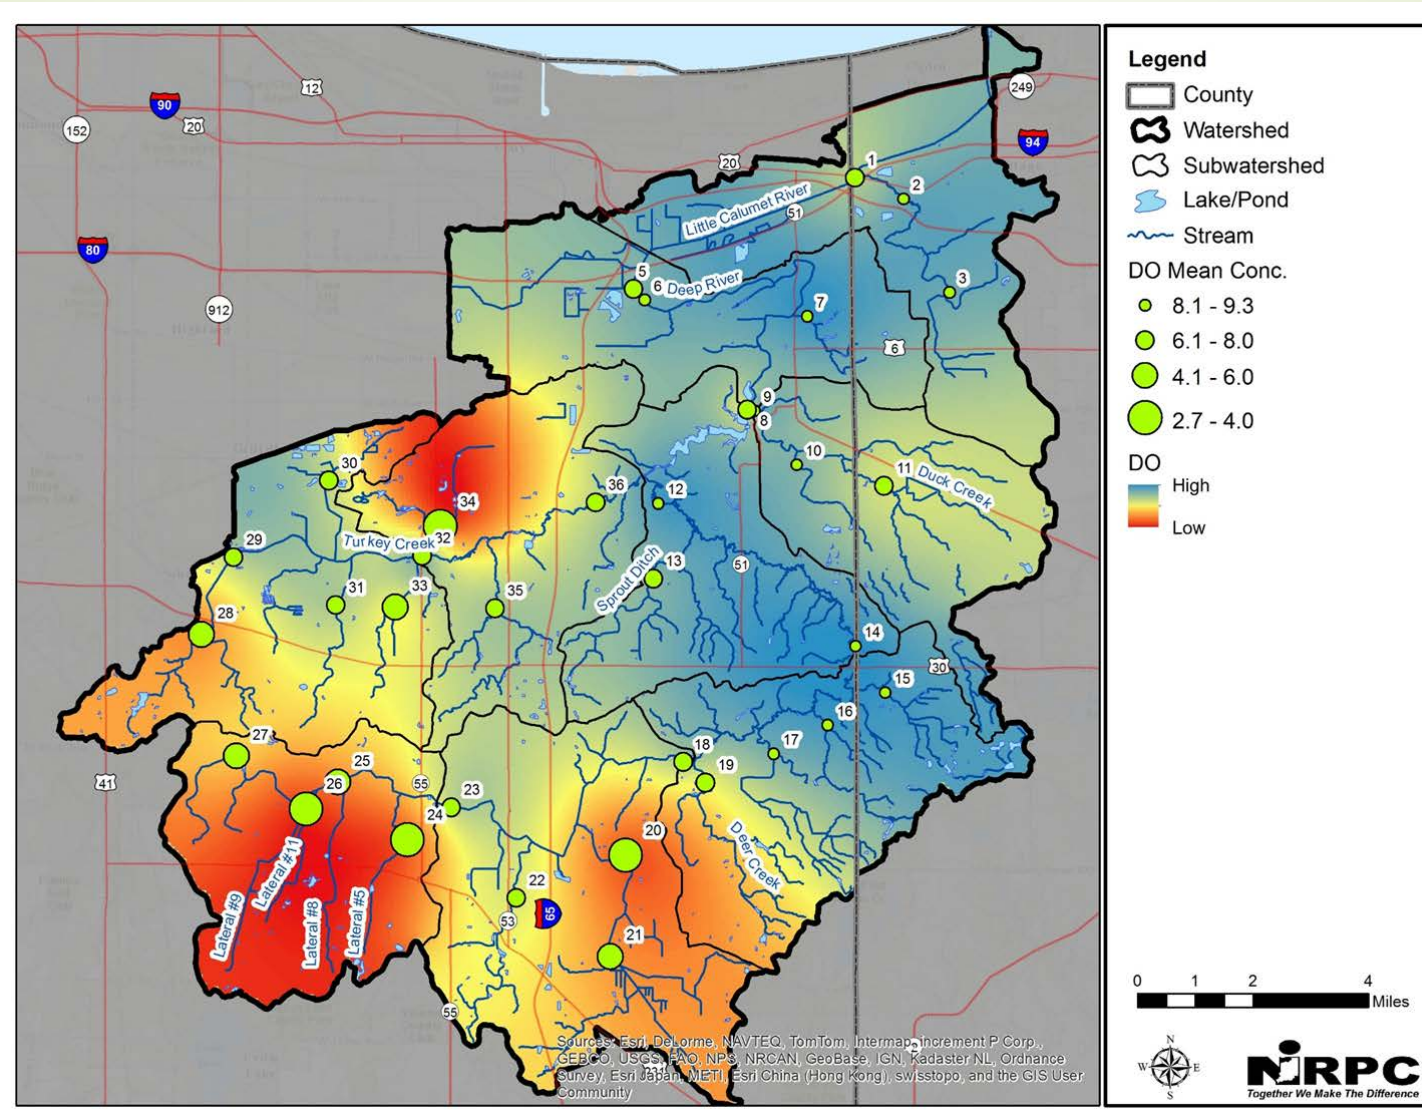 Legend
County
Watershed
Subwatershed
Lake/Pond
Stream
DO Mean Conc.
8.1 - 9.3
6.1 - 8.0
4.1 - 6.0
2.7 - 4.0
DO
High
Low
0 1 2 4
Miles
N
W E
S
NIRPC
Together We Make The Difference
12
90
152
20
249
94
20
1
2
Little Calumet River
51
80
5
6 Deep River
3
912
7
6
9
8
30
10
11 Duck Creek
34
36
12
Turkey Creek
32
29
13
51
Sprout Ditch
31
33
35
28
14
30
15
16
27
18
17
25
19
41
26
55
23
24
20
Deer Creek
Lateral #11
22
65
Lateral #9
Lateral #8
Lateral #5
53
21
55
2
231
Sources: Esri, DeLorme, NAVTEQ, TomTom, Intermap, increment P Corp.,
GEBCO, USGS, FAO, NPS, NRCAN, GeoBase, IGN, Kadaster NL, Ordnance
Survey, Esri Japan, METI, Esri China (Hong Kong), swisstopo, and the GIS User
Community